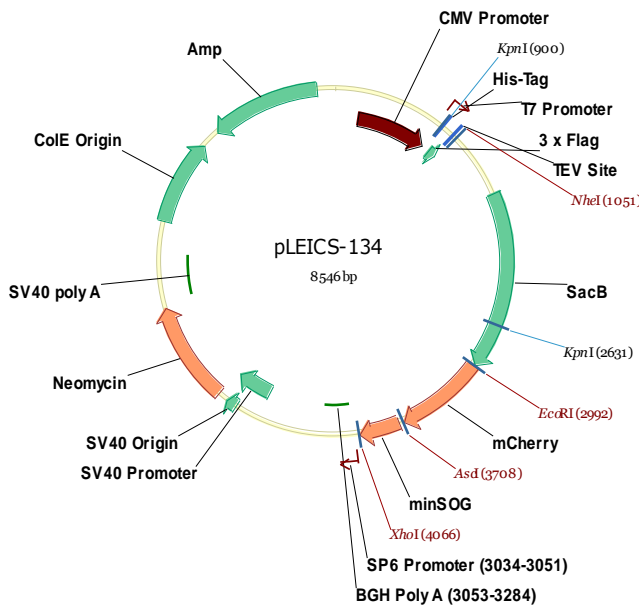 CMV Promoter
KpnI (900)
His-Tag
T7 Promoter
3 x Flag
TEV Site
NheI (1051)
SacB
KpnI (2631)
EcoRI (2992)
mCherry
AscI (3708)
minSOG
XhoI (4066)
SP6 Promoter (3034-3051)
BGH Poly A (3053-3284)
SV40 Promoter
SV40 Origin
Neomycin
SV40 poly A
ColE Origin
Amp
pLEICS-134
8546 bp